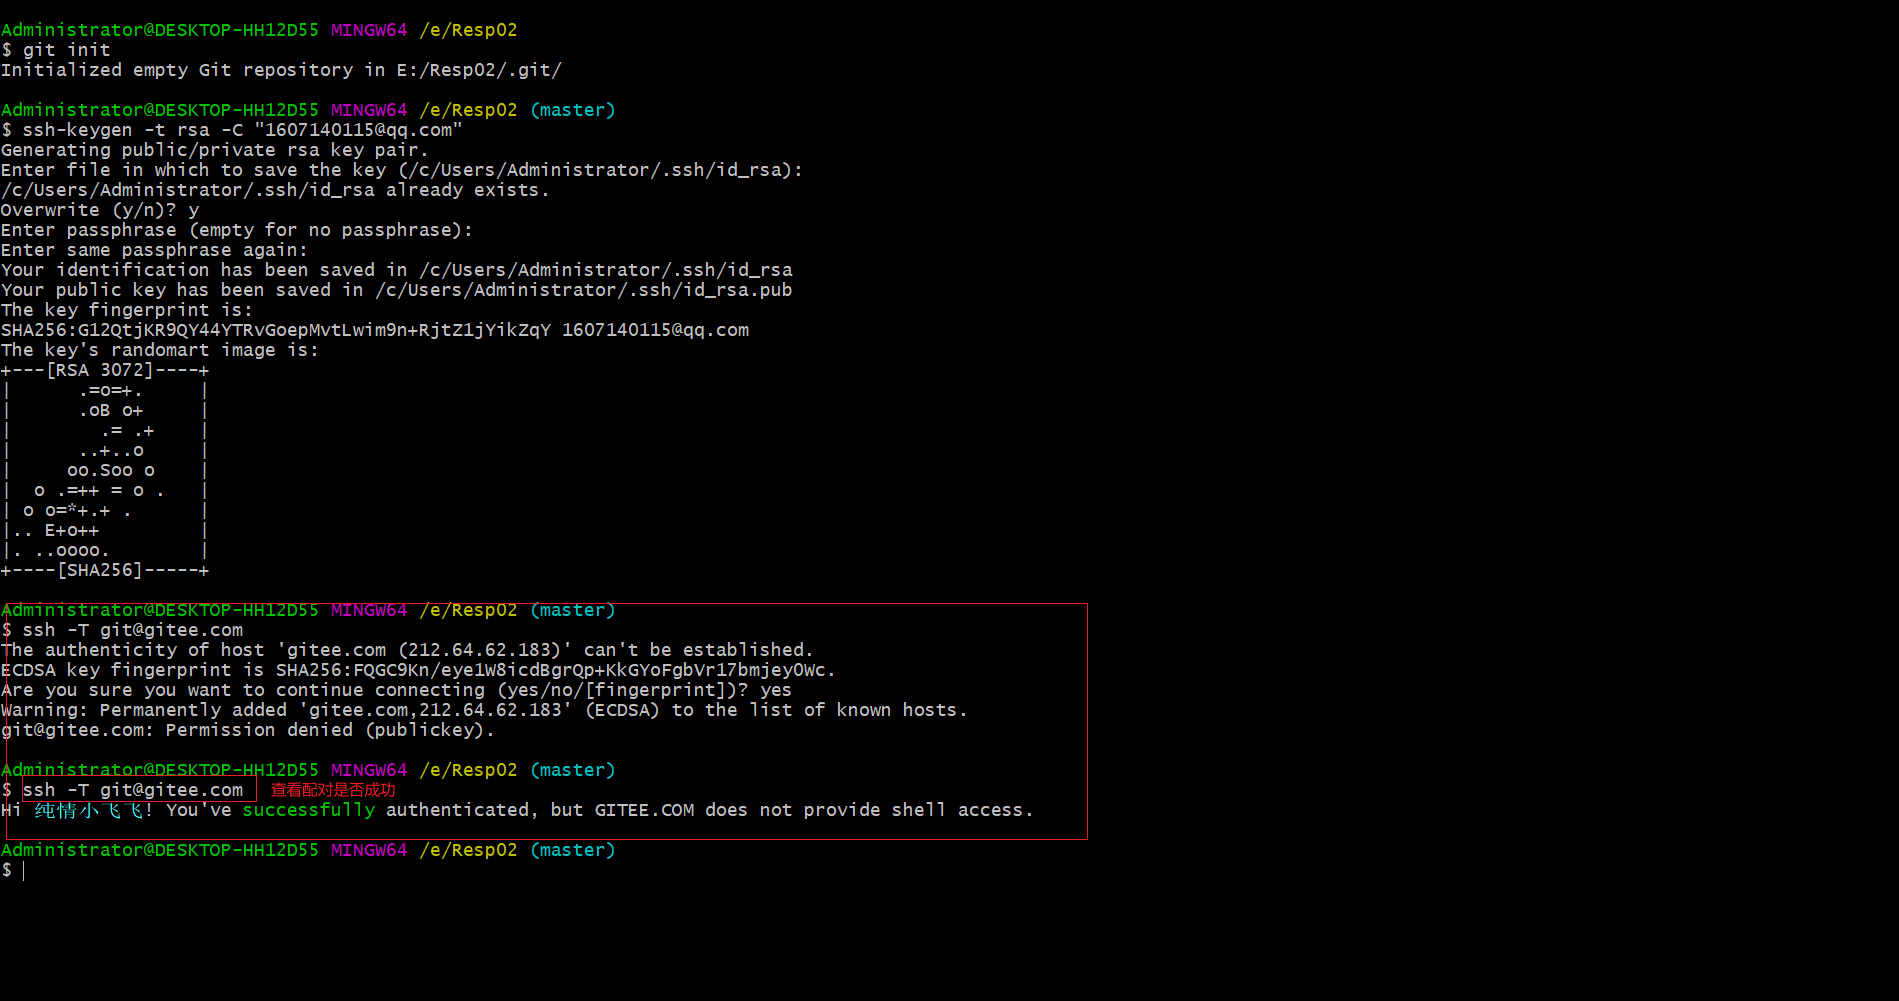 Administrator@DESKTOP-HH12D55 MINGW64 /e/Resp02
$ git init
Initialized empty Git repository in E:/Resp02/.git/
Administrator@DESKTOP-HH12D55 MINGW64 /e/Resp02 (master)
$ ssh-keygen -t rsa -C "1607140115@qq.com"
Generating public/private rsa key pair.
Enter file in which to save the key (/c/Users/Administrator/.ssh/id_rsa):
/c/Users/Administrator/.ssh/id_rsa already exists.
Overwrite (y/n)? y
Enter passphrase (empty for no passphrase):
Enter same passphrase again:
Your identification has been saved in /c/Users/Administrator/.ssh/id_rsa
Your public key has been saved in /c/Users/Administrator/.ssh/id_rsa.pub
The key fingerprint is:
SHA256:G12QtjKR9QY44YTRvGoepMvtLwim9n+RjtZ1jYikZqY 1607140115@qq.com
The key's randomart image is:
+---[RSA 3072]----+
|      .=o=+.     |
|      .oB o+     |
|        .= .+    |
|      ..+..o     |
|     oo.Soo o    |
|  o .=++ = o .   |
| o o=*+.+ .      |
|.. E+o++         |
|. ..oooo.        |
+----[SHA256]-----+
Administrator@DESKTOP-HH12D55 MINGW64 /e/Resp02 (master)
$ ssh -T git@gitee.com
The authenticity of host 'gitee.com (212.64.62.183)' can't be established.
ECDSA key fingerprint is SHA256:FQGC9Kn/eye1W8icdBgrQp+KkGYoFgbVr17bmjey0Wc.
Are you sure you want to continue connecting (yes/no/[fingerprint])? yes
Warning: Permanently added 'gitee.com,212.64.62.183' (ECDSA) to the list of known hosts.
git@gitee.com: Permission denied (publickey).
Administrator@DESKTOP-HH12D55 MINGW64 /e/Resp02 (master)
$ ssh -T git@gitee.com 查看配对是否成功
Hi 纯情小飞飞! You've successfully authenticated, but GITEE.COM does not provide shell access.
Administrator@DESKTOP-HH12D55 MINGW64 /e/Resp02 (master)
$